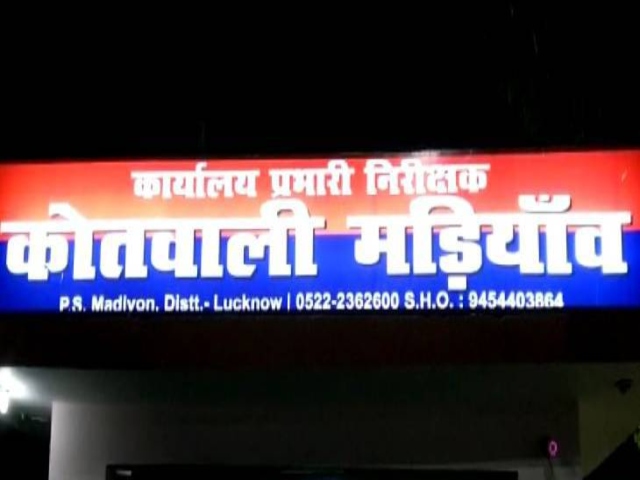 कार्यालय प्रभारी निरीक्षक
कोतवाली मड़ियाँव
P.S. Madiyon, Distt.- Lucknow | 0522-2362600 S.H.O. : 9454403864